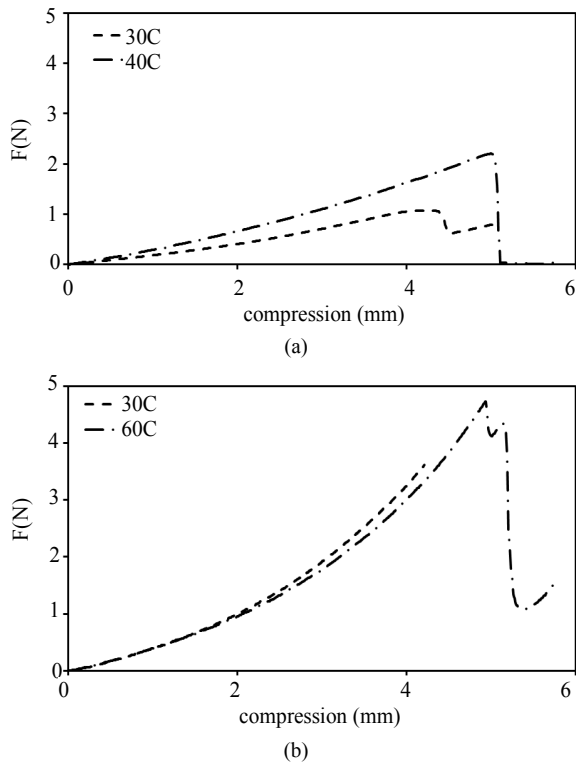 5
4
3
2
1
0
F(N)
30C
40C
0 2 4 6
compression (mm)
(a)
5
4
3
2
1
0
F(N)
30C
60C
0 2 4 6
compression (mm)
(b)